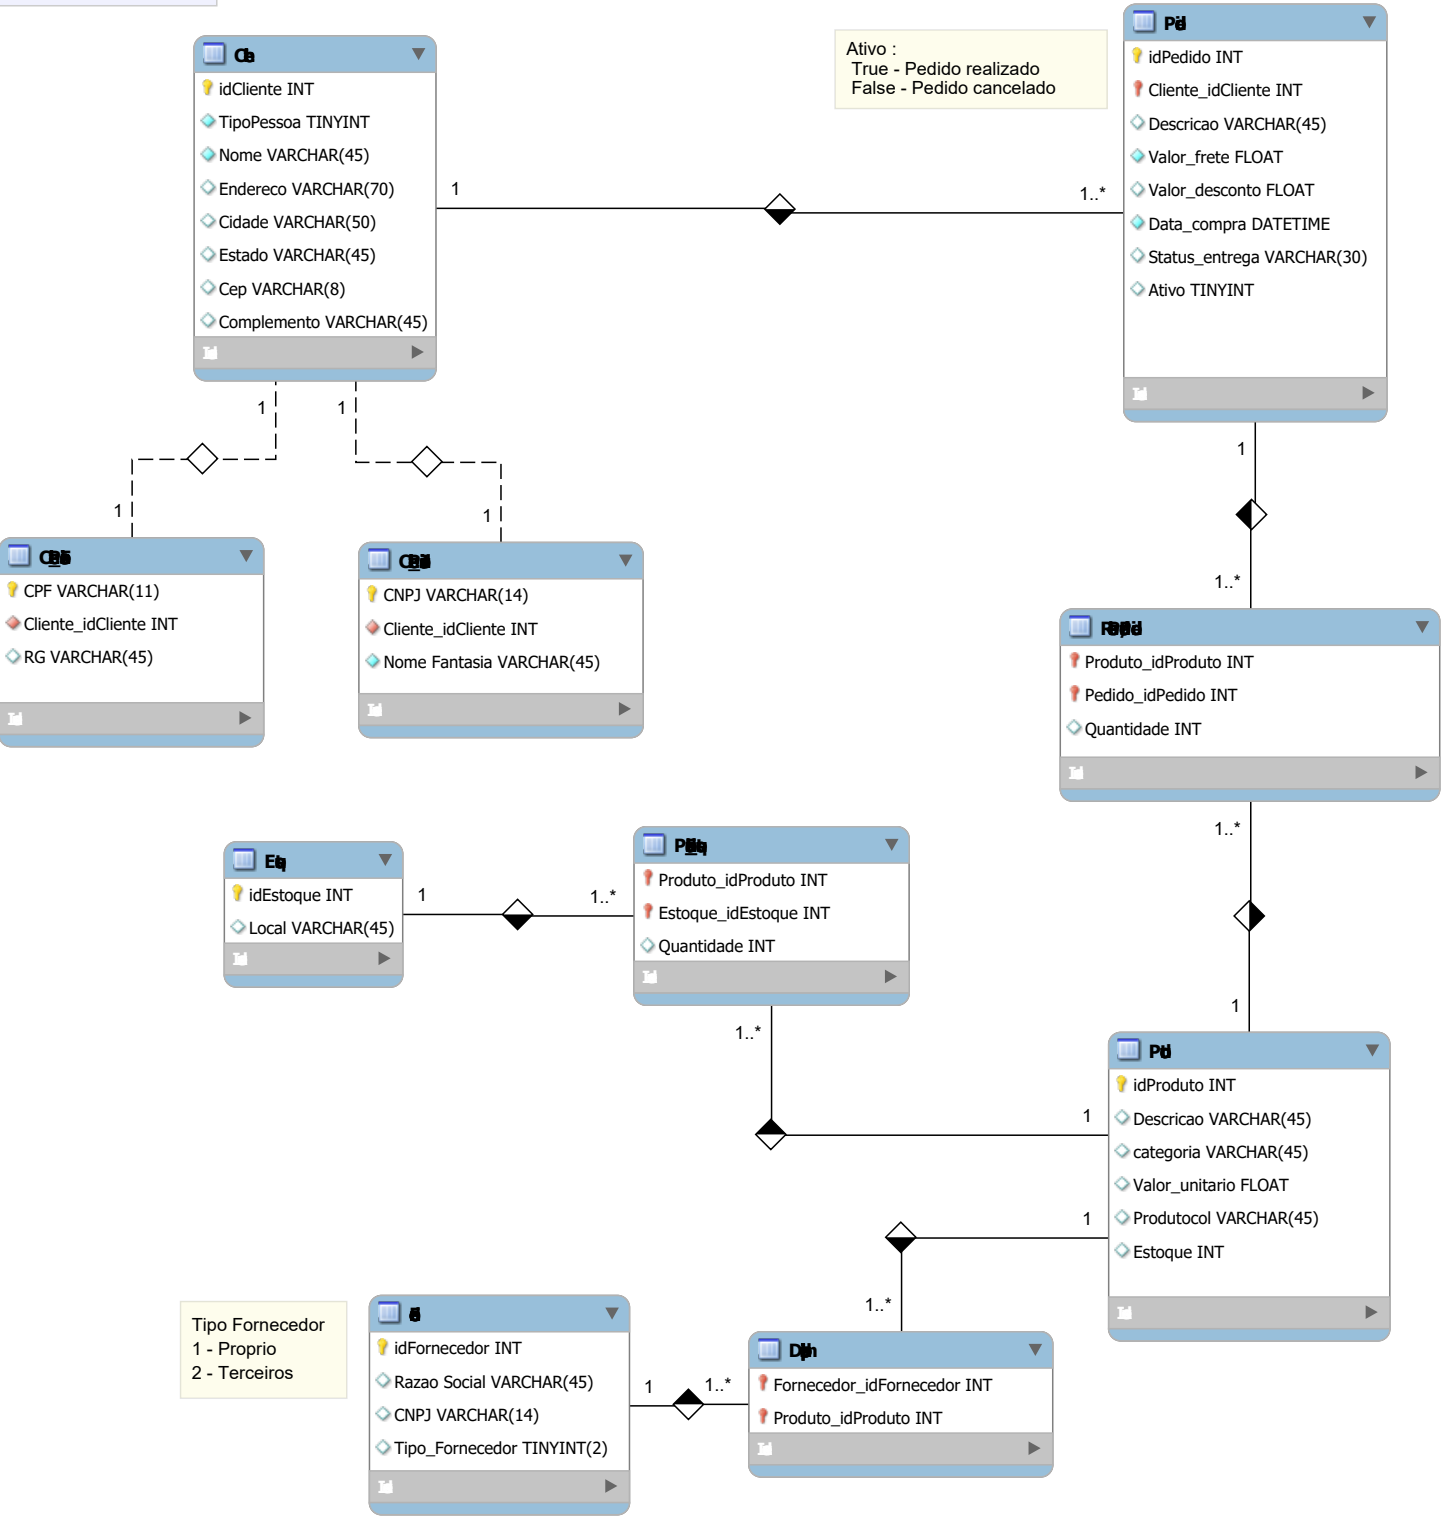 idCliente INT
TipoPessoa TINYINT
Nome VARCHAR(45)
Endereco VARCHAR(70)
Cidade VARCHAR(50)
Estado VARCHAR(45)
Cep VARCHAR(8)
Complemento VARCHAR(45)
Ativo :
True - Pedido realizado
False - Pedido cancelado
idPedido INT
Cliente_idCliente INT
Descricao VARCHAR(45)
Valor_frete FLOAT
Valor_desconto FLOAT
Data_compra DATETIME
Status_entrega VARCHAR(30)
Ativo TINYINT
1
1..*
1
1
1
1
CPF VARCHAR(11)
Cliente_idCliente INT
RG VARCHAR(45)
CNPJ VARCHAR(14)
Cliente_idCliente INT
Nome Fantasia VARCHAR(45)
1
1..*
Produto_idProduto INT
Pedido_idPedido INT
Quantidade INT
1..*
1
idEstoque INT
Local VARCHAR(45)
1
1..*
Produto_idProduto INT
Estoque_idEstoque INT
Quantidade INT
1..*
1
idProduto INT
Descricao VARCHAR(45)
categoria VARCHAR(45)
Valor_unitario FLOAT
Produtocol VARCHAR(45)
Estoque INT
1
1..*
Tipo Fornecedor
1 - Proprio
2 - Terceiros
idFornecedor INT
Razao Social VARCHAR(45)
CNPJ VARCHAR(14)
Tipo_Fornecedor TINYINT(2)
1
1..*
Fornecedor_idFornecedor INT
Produto_idProduto INT